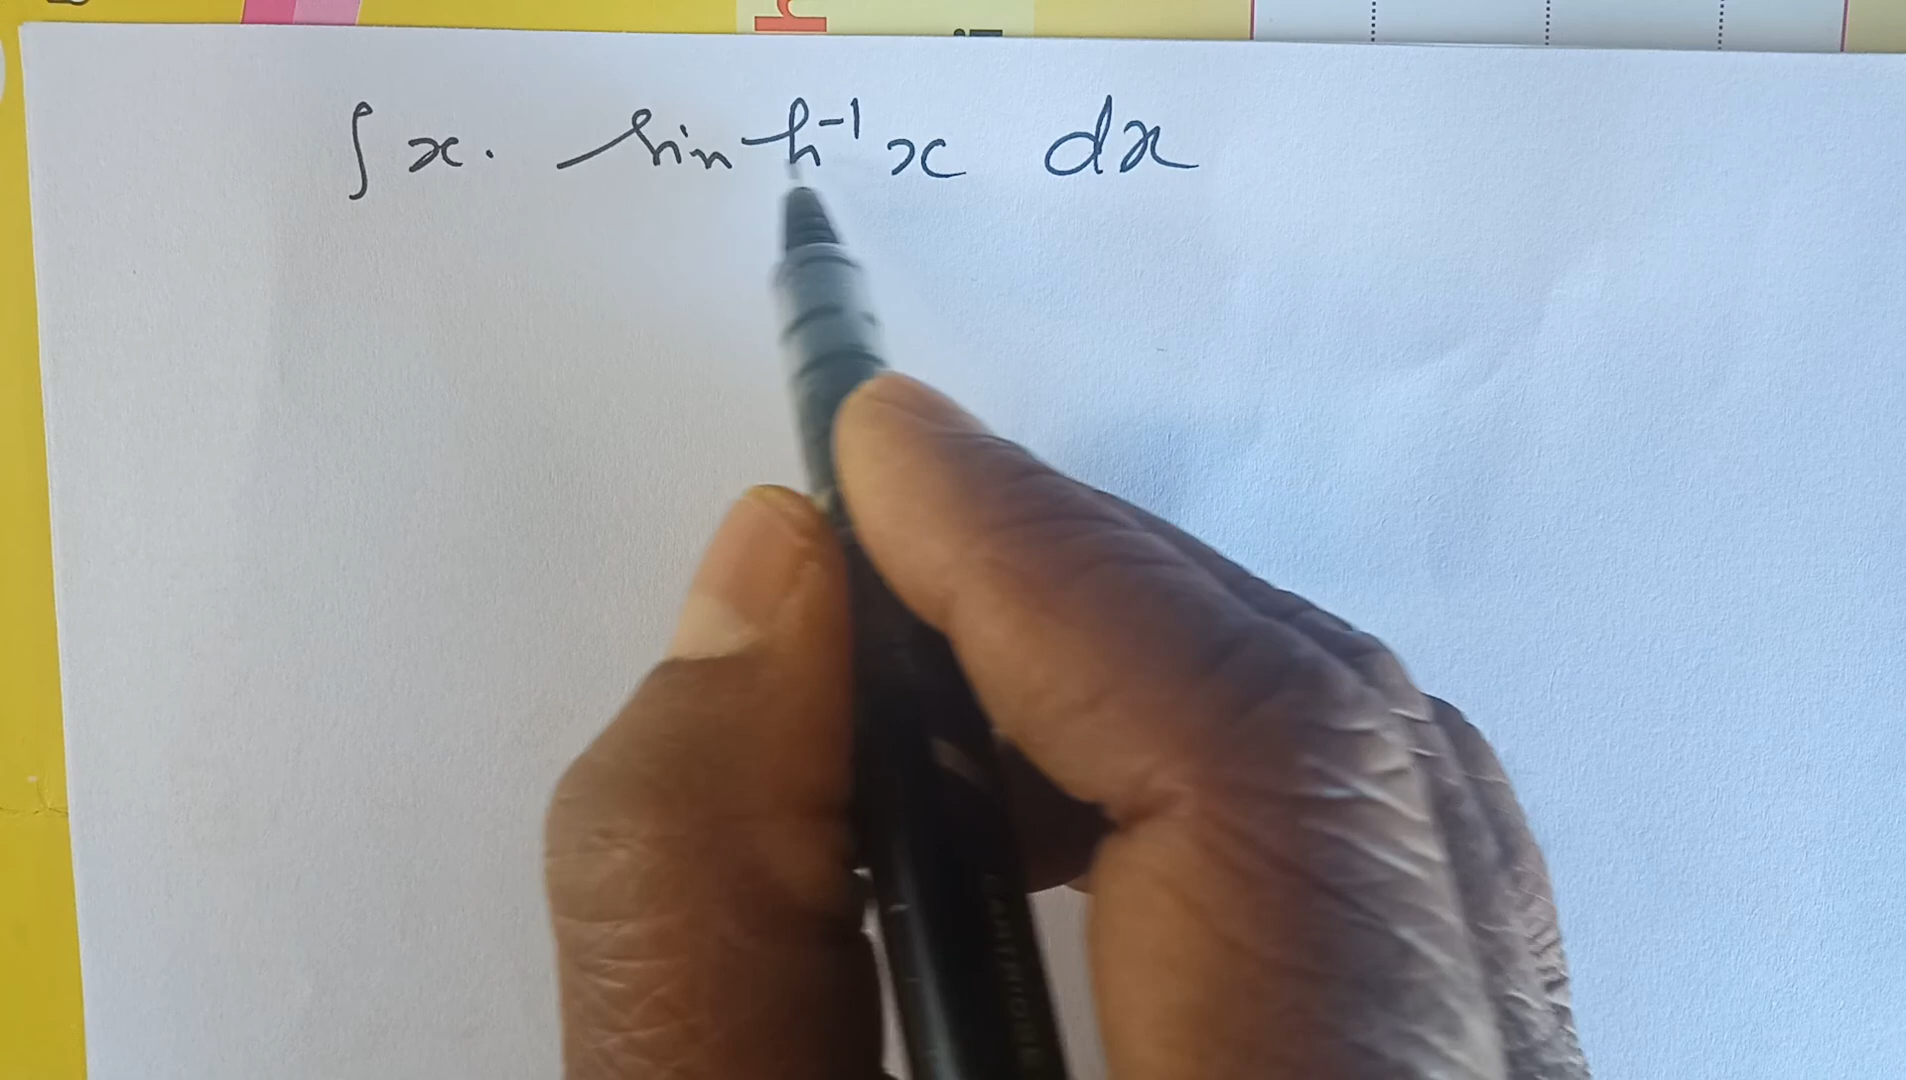 ∫ x. sinh⁻¹x dx